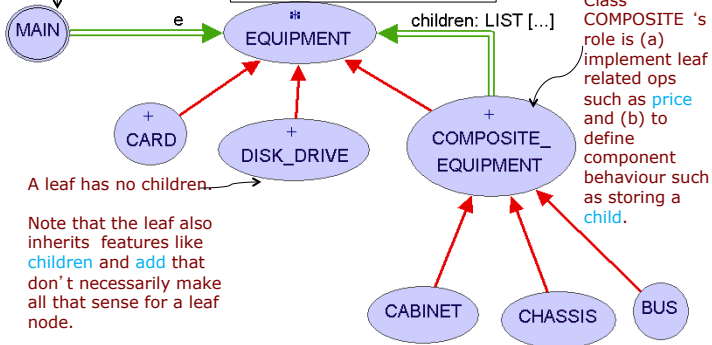 Class
COMPOSITE 's
role is (a)
implement leaf
related ops
such as price
and (b) to
define
component
behaviour such
as storing a
child.
MAIN
e
*
EQUIPMENT
children: LIST [...]
+
CARD
+
DISK_DRIVE
+
COMPOSITE_
EQUIPMENT
A leaf has no children.
Note that the leaf also
inherits features like
children and add that
don't necessarily make
all that sense for a leaf
node.
CABINET
CHASSIS
BUS